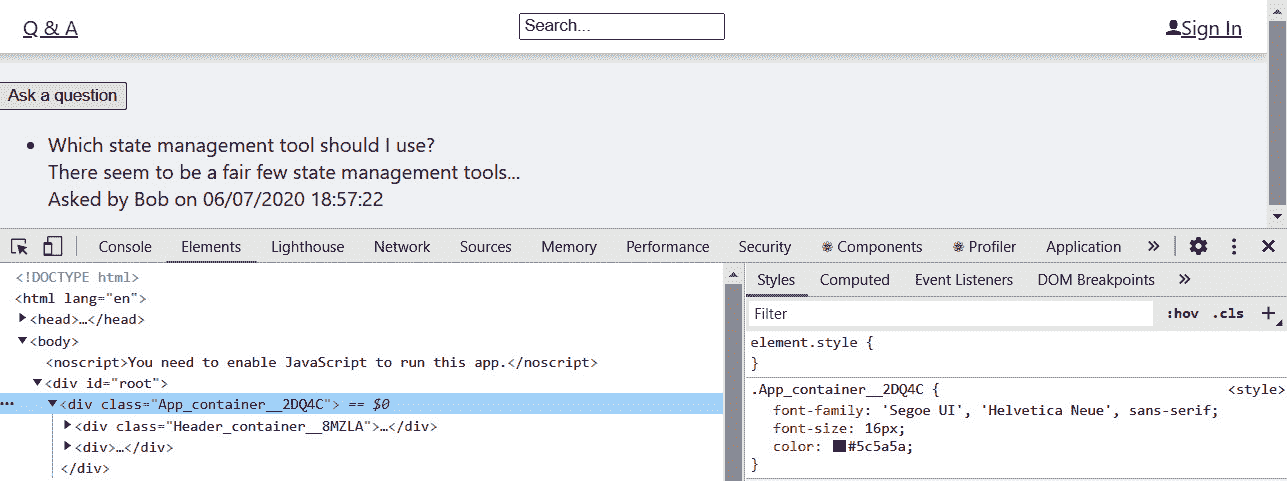 Q & A Search... Sign In
Ask a question
Which state management tool should I use?
There seem to be a fair few state management tools...
Asked by Bob on 06/07/2020 18:57:22
Console Elements Lighthouse Network Sources Memory Performance Security Components Profiler Application »
<!DOCTYPE html>
<html lang="en">
<head>…</head>
<body>
<noscript>You need to enable JavaScript to run this app.</noscript>
<div id="root">
<div class="App_container__2DQ4C"> == $0
<div class="Header_container__8MZLA">…</div>
<div>…</div>
</div>
Styles Computed Event Listeners DOM Breakpoints »
Filter :hov .cls +
element.style {
}
.App_container__2DQ4C { <style>
font-family: 'Segoe UI', 'Helvetica Neue', sans-serif;
font-size: 16px;
color: #5c5a5a;
}